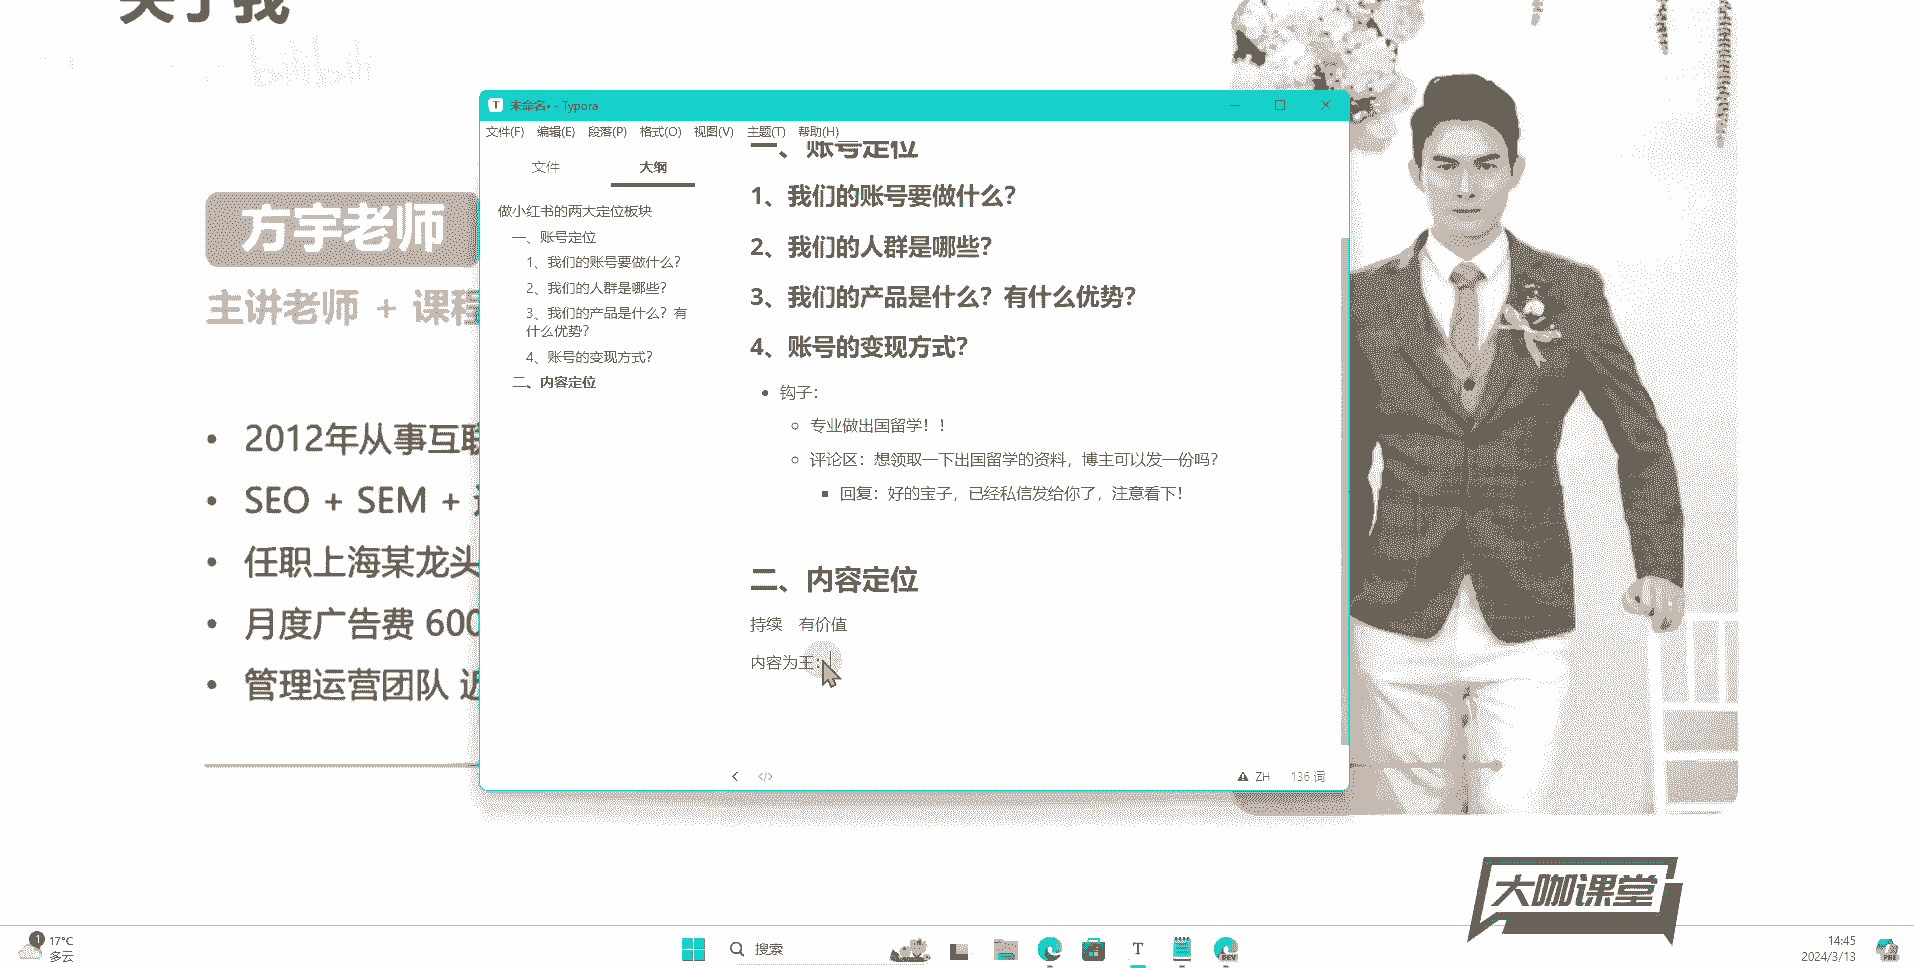 关于我
bilibili
方宇老师
主讲老师 + 课程
2012年从事互联
SEO + SEM +
任职上海某龙头
月度广告费 600
管理运营团队 近
未命名• - Typora
文件(F) 编辑(E) 段落(P) 格式(O) 视图(V) 主题(T) 帮助(H)
文件 大纲
做小红书的两大定位板块
一、账号定位
1、我们的账号要做什么？
2、我们的人群是哪些？
3、我们的产品是什么？有
什么优势？
4、账号的变现方式？
二、内容定位
一、账号定位
1、我们的账号要做什么？
2、我们的人群是哪些？
3、我们的产品是什么？有什么优势？
4、账号的变现方式？
钩子：
专业做出国留学！！
评论区：想领取一下出国留学的资料，博主可以发一份吗？
回复：好的宝子，已经私信发给你了，注意看下！
二、内容定位
持续 有价值
内容为王：
ZH 136 词
大咖课堂
1
17°C
多云
搜索
T
DEV
14:45
2024/3/13
PRE